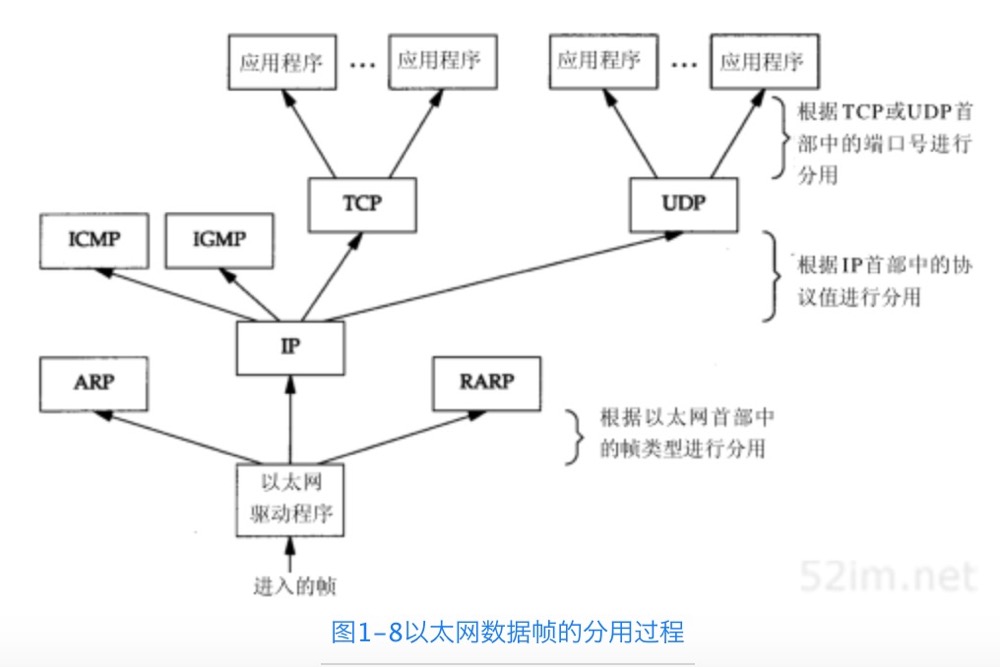 应用程序 … 应用程序 应用程序 … 应用程序
根据TCP或UDP首
部中的端口号进行
分用
TCP UDP
ICMP IGMP
根据IP首部中的协
议值进行分用
IP
ARP RARP
根据以太网首部中
的帧类型进行分用
以太网
驱动程序
进入的帧
52im.net
图1-8以太网数据帧的分用过程